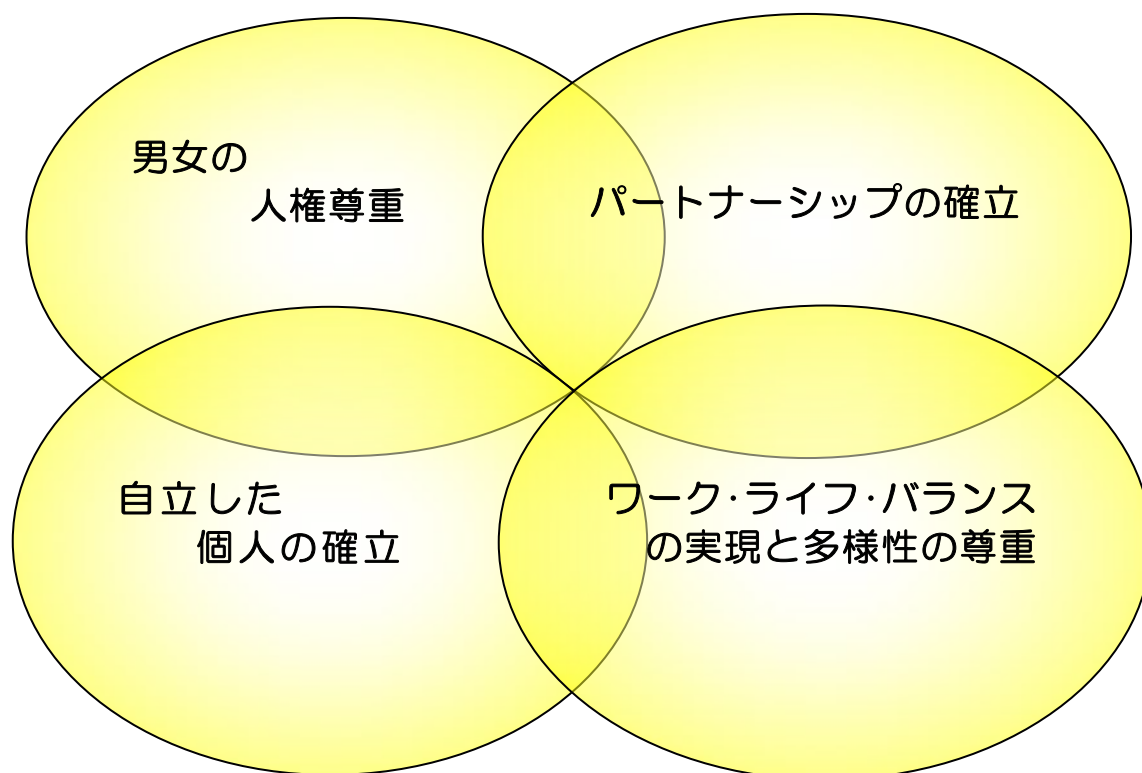 男女の
人権尊重
パートナーシップの確立
自立した
個人の確立
ワーク・ライフ・バランス
の実現と多様性の尊重